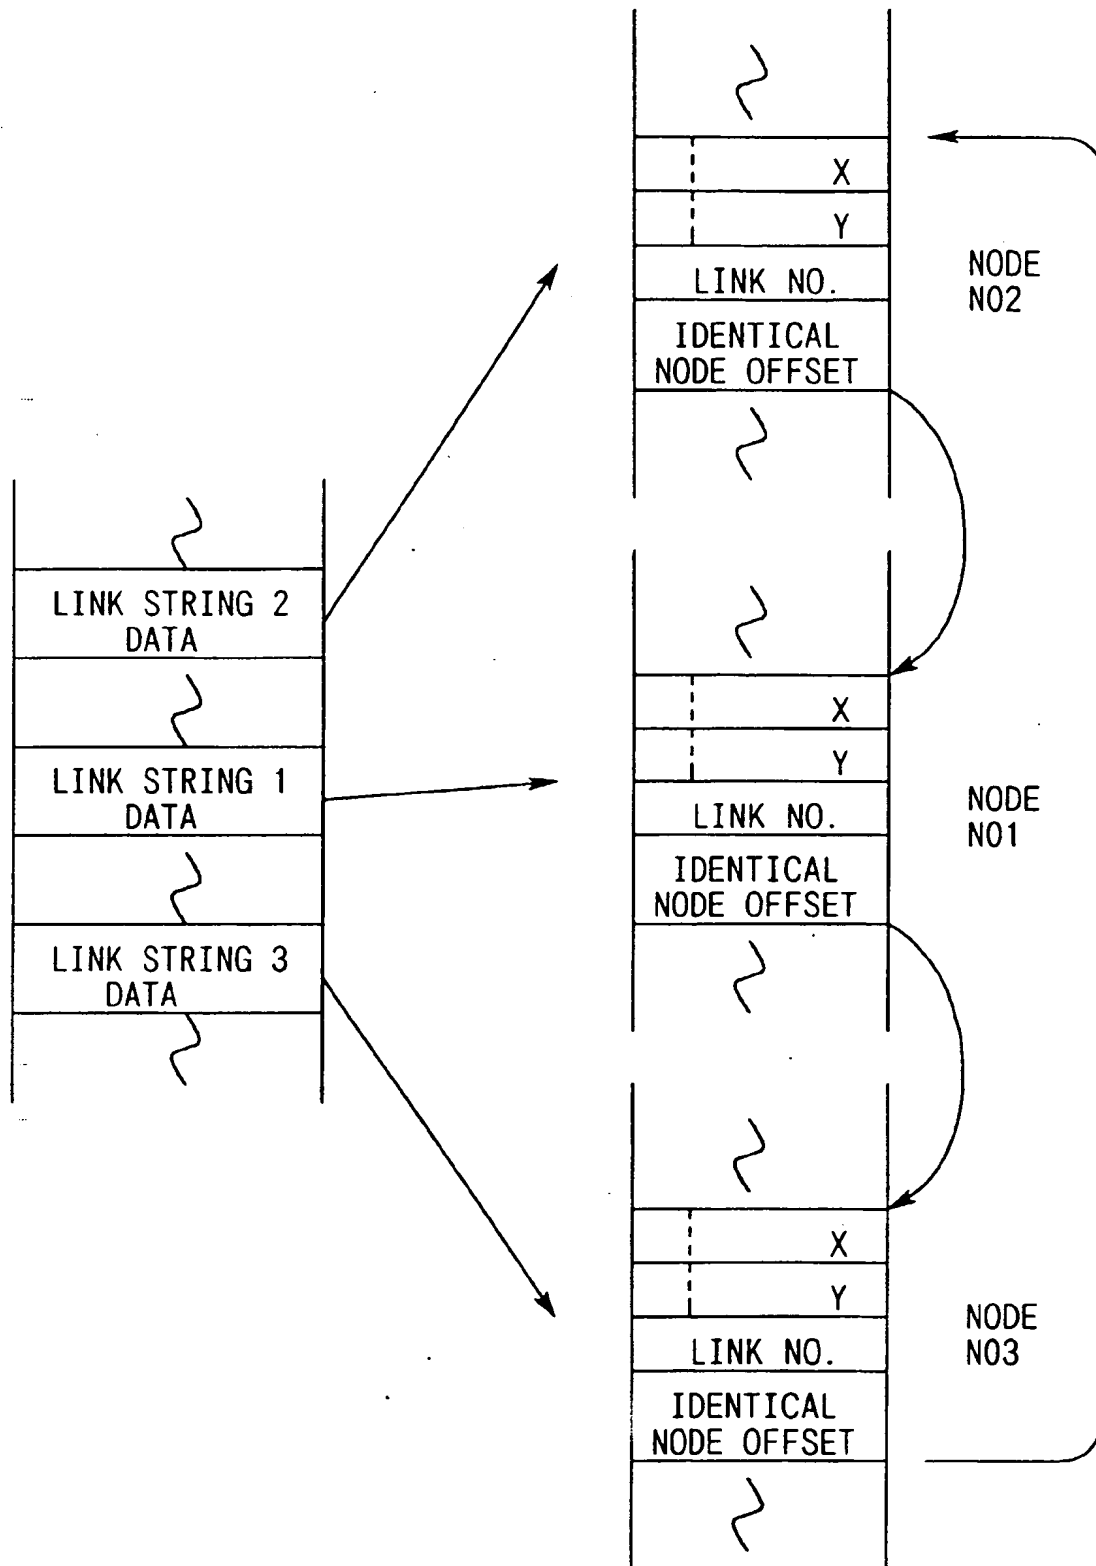 LINK STRING 2
DATA
LINK STRING 1
DATA
LINK STRING 3
DATA
X
Y
LINK NO.
IDENTICAL
NODE OFFSET
NODE
N02
X
Y
LINK NO.
IDENTICAL
NODE OFFSET
NODE
N01
X
Y
LINK NO.
IDENTICAL
NODE OFFSET
NODE
N03